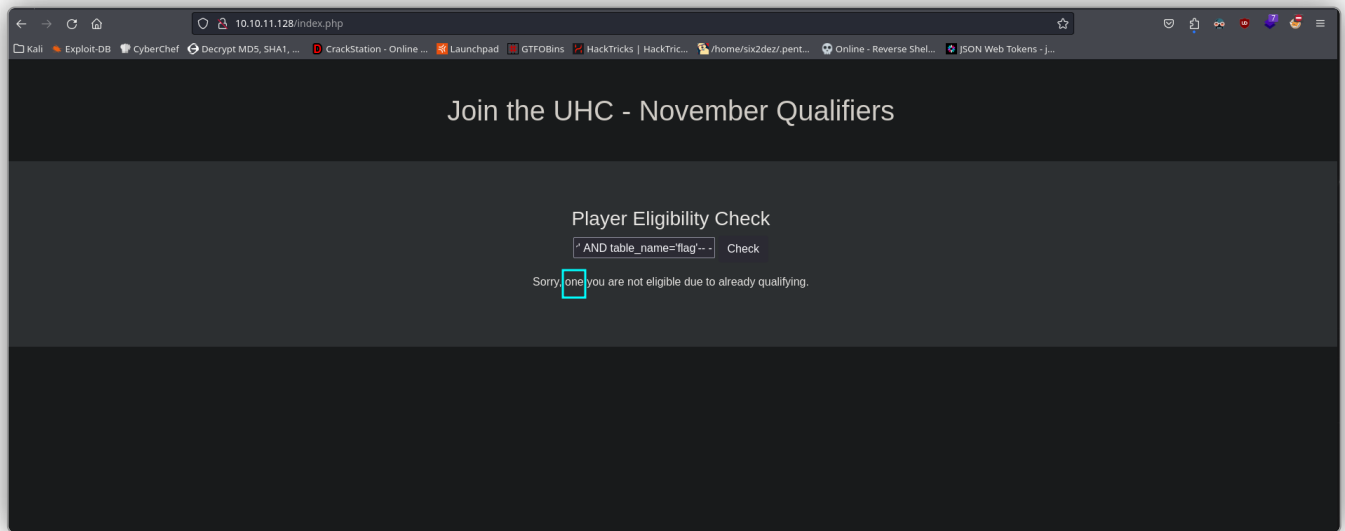 10.10.11.128/index.php
7
Kali Exploit-DB CyberChef Decrypt MD5, SHA1, ... CrackStation - Online ... Launchpad GTFOBins HackTricks | HackTric... /home/six2dez/.pent... Online - Reverse Shel... JSON Web Tokens - j...
Join the UHC - November Qualifiers
Player Eligibility Check
' AND table_name='flag'-- - Check
Sorry, one you are not eligible due to already qualifying.